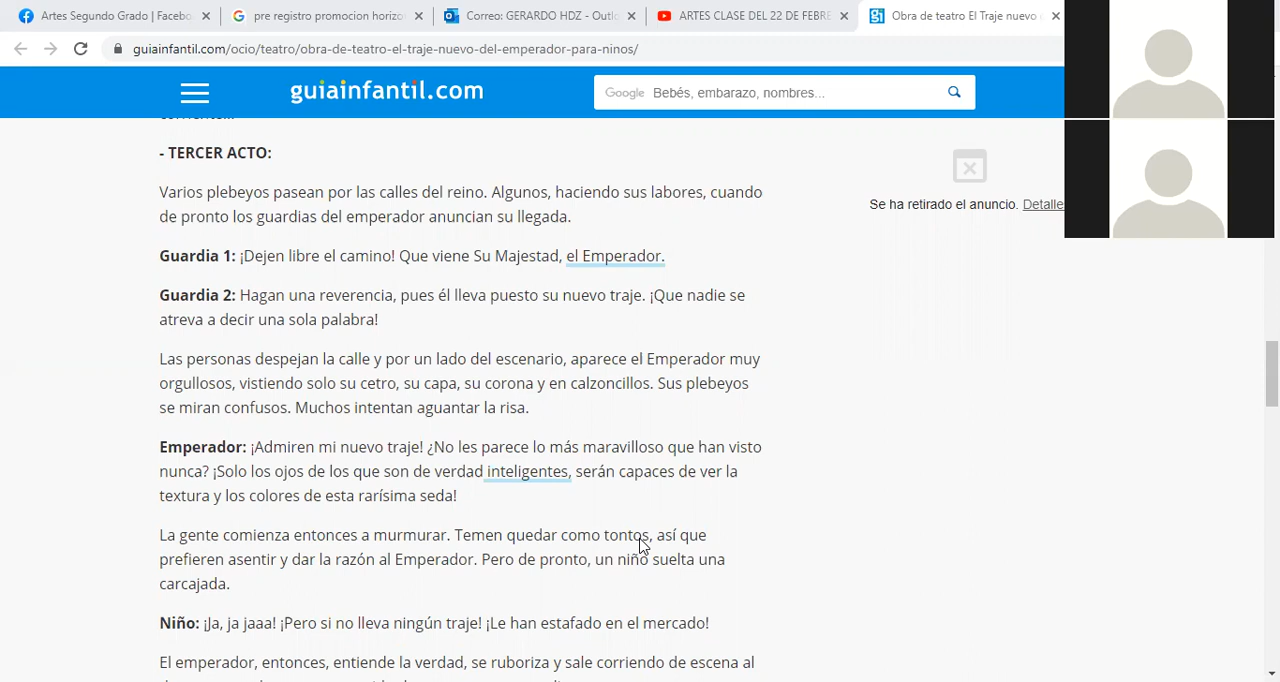 Artes Segundo Grado | Facebo
pre registro promocion horizo
Correo: GERARDO HDZ - Outlo
ARTES CLASE DEL 22 DE FEBRE
Obra de teatro El Traje nuevo
guiainfantil.com/ocio/teatro/obra-de-teatro-el-traje-nuevo-del-emperador-para-ninos/
guiainfantil.com
Google Bebés, embarazo, nombres...
- TERCER ACTO:
Varios plebeyos pasean por las calles del reino. Algunos, haciendo sus labores, cuando
de pronto los guardias del emperador anuncian su llegada.
Guardia 1: ¡Dejen libre el camino! Que viene Su Majestad, el Emperador.
Guardia 2: Hagan una reverencia, pues él lleva puesto su nuevo traje. ¡Que nadie se
atreva a decir una sola palabra!
Las personas despejan la calle y por un lado del escenario, aparece el Emperador muy
orgullosos, vistiendo solo su cetro, su capa, su corona y en calzoncillos. Sus plebeyos
se miran confusos. Muchos intentan aguantar la risa.
Emperador: ¡Admiren mi nuevo traje! ¿No les parece lo más maravilloso que han visto
nunca? ¡Solo los ojos de los que son de verdad inteligentes, serán capaces de ver la
textura y los colores de esta rarísima seda!
La gente comienza entonces a murmurar. Temen quedar como tontos, así que
prefieren asentir y dar la razón al Emperador. Pero de pronto, un niño suelta una
carcajada.
Niño: ¡Ja, ja jaaa! ¡Pero si no lleva ningún traje! ¡Le han estafado en el mercado!
El emperador, entonces, entiende la verdad, se ruboriza y sale corriendo de escena al
Se ha retirado el anuncio. Detalle